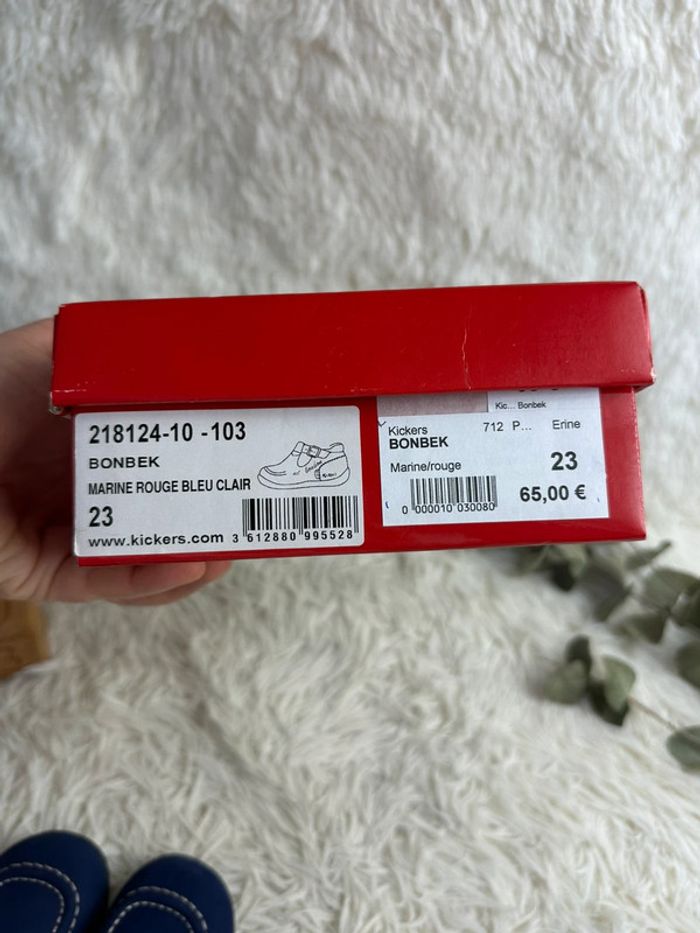 218124-10 -103
BONBEK
MARINE ROUGE BLEU CLAIR
23
www.kickers.com
3 612880 995528
Kic... Bonbek
Kickers 712 P... Erine
BONBEK
Marine/rouge 23
0 000010 030080
65,00 €